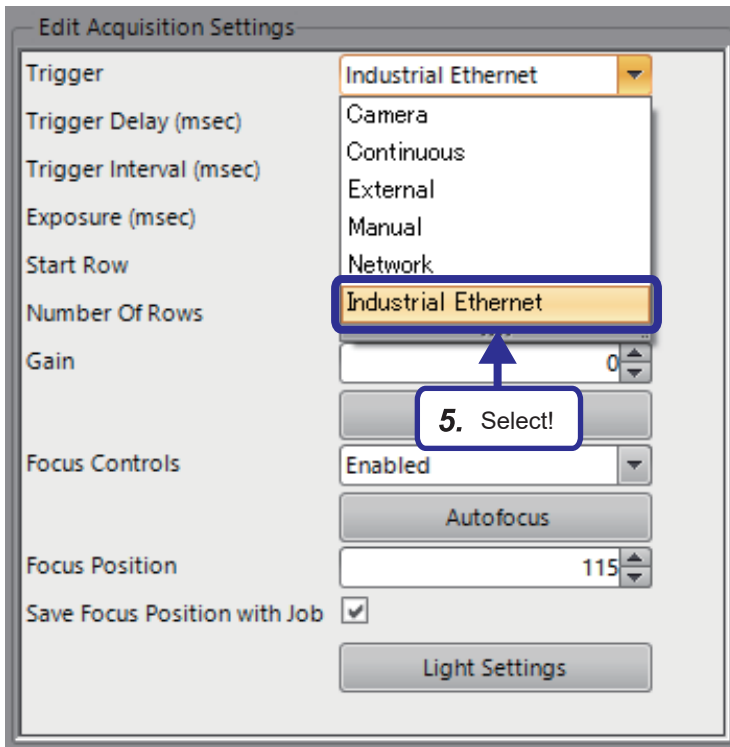 Edit Acquisition Settings
Trigger
Industrial Ethernet
Camera
Continuous
External
Manual
Network
Industrial Ethernet
Trigger Delay (msec)
Trigger Interval (msec)
Exposure (msec)
Start Row
Number Of Rows
Gain
0
5. Select!
Focus Controls
Enabled
Autofocus
Focus Position
115
Save Focus Position with Job
Light Settings